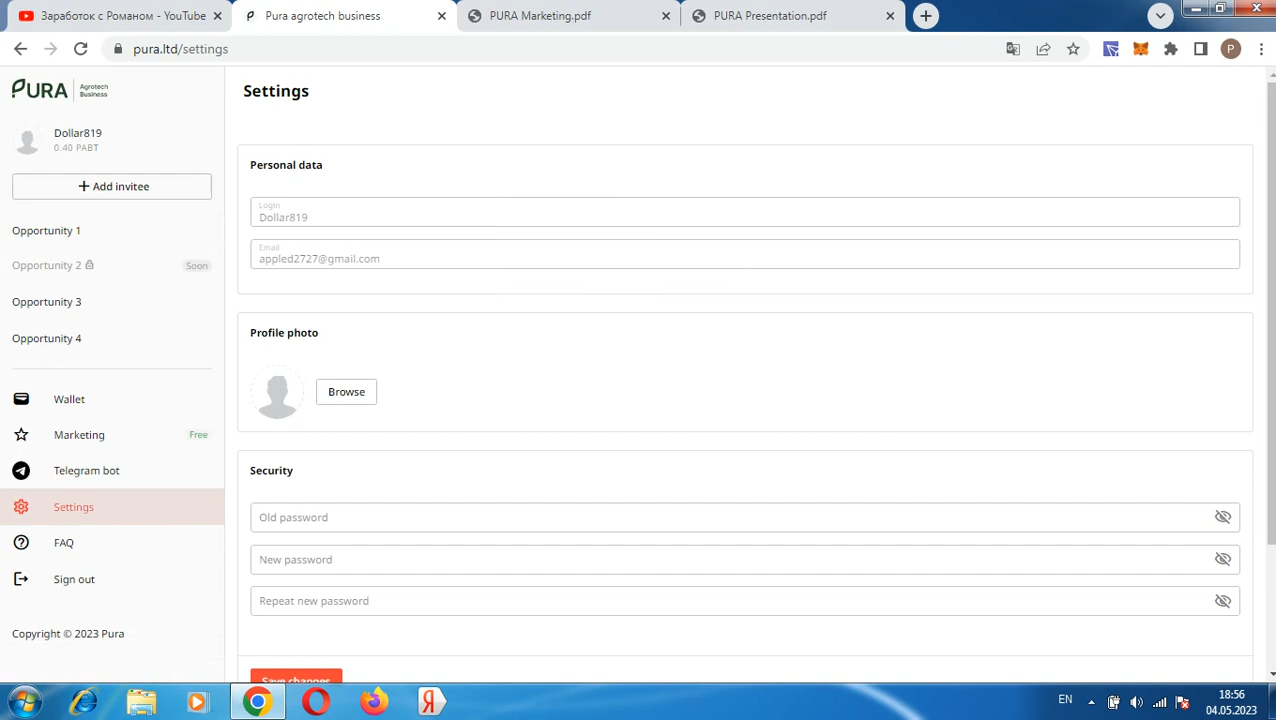 Заработок с Романом - YouTube
Pura agrotech business
PURA Marketing.pdf
PURA Presentation.pdf
pura.ltd/settings
P
PURA
Agrotech
Business
Dollar819
0.40 PABT
+ Add invitee
Opportunity 1
Opportunity 2
Soon
Opportunity 3
Opportunity 4
Wallet
Marketing
Free
Telegram bot
Settings
FAQ
Sign out
Copyright © 2023 Pura
Settings
Personal data
Login
Dollar819
Email
appled2727@gmail.com
Profile photo
Browse
Security
Old password
New password
Repeat new password
Save changes
EN
18:56
04.05.2023